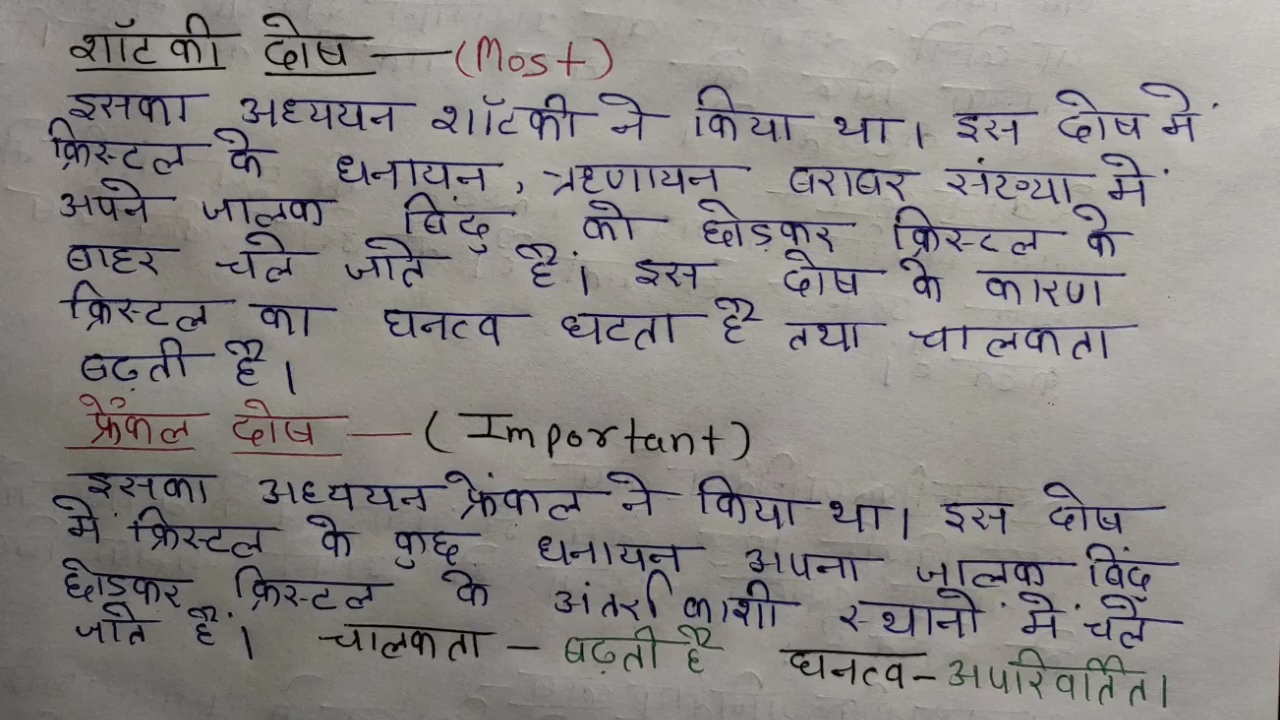 शॉटकी दोष — (Most)
इसका अध्ययन शॉटकी ने किया था। इस दोष में
क्रिस्टल के धनायन, ऋणायन बराबर संख्या में
अपने जालक बिंदु को छोड़कर क्रिस्टल के
बाहर चले जाते हैं। इस दोष के कारण
क्रिस्टल का घनत्व घटता है तथा चालकता
बढ़ती है।
फ्रेंकल दोष — (Important)
इसका अध्ययन फ्रेंकल ने किया था। इस दोष
में क्रिस्टल के कुछ धनायन अपना जालक बिंदु
छोडकर क्रिस्टल के अंतर्राकाशी स्थानों में चले
जाते हैं। चालकता – बढ़ती है घनत्व – अपरिवर्तित।